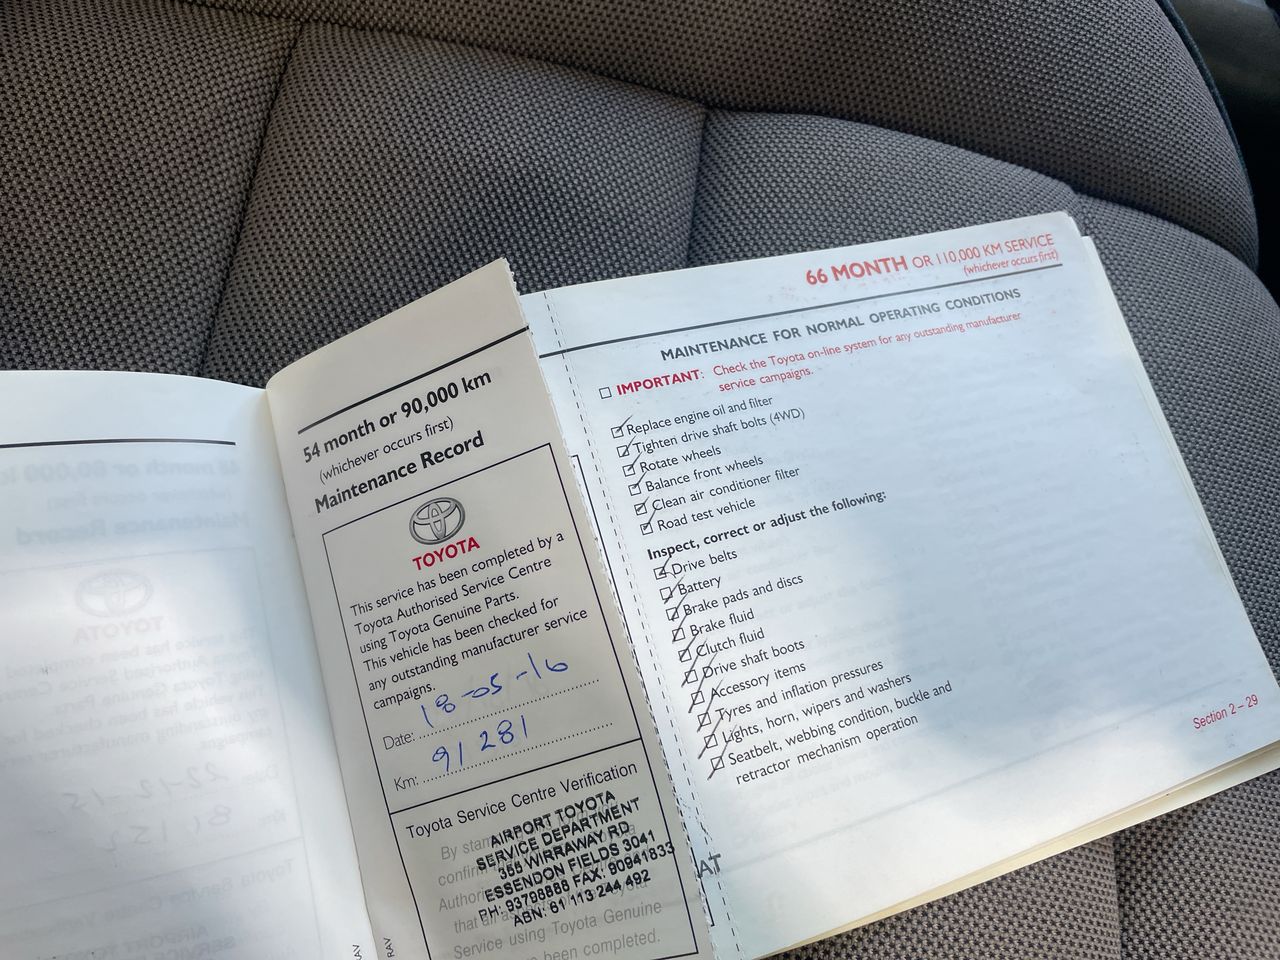 54 month or 90,000 km
(whichever occurs first)
Maintenance Record
TOYOTA
This service has been completed by a
Toyota Authorised Service Centre
using Toyota Genuine Parts.
This vehicle has been checked for
any outstanding manufacturer service
campaigns.
Date: 18-05-16
Km: 91 281
Toyota Service Centre Verification
AIRPORT TOYOTA
SERVICE DEPARTMENT
355 WIRRAWAY RD
ESSENDON FIELDS 3041
PH: 93798888 FAX: 90941833
ABN: 61 113 244 492
Service using Toyota Genuine
been completed.
RAV
66 MONTH OR 110,000 KM SERVICE
(whichever occurs first)
MAINTENANCE FOR NORMAL OPERATING CONDITIONS
IMPORTANT: Check the Toyota on-line system for any outstanding manufacturer
service campaigns.
Replace engine oil and filter
Tighten drive shaft bolts (4WD)
Rotate wheels
Balance front wheels
Clean air conditioner filter
Road test vehicle
Inspect, correct or adjust the following:
Drive belts
Battery
Brake pads and discs
Brake fluid
Clutch fluid
Drive shaft boots
Accessory items
Tyres and inflation pressures
Lights, horn, wipers and washers
Seatbelt, webbing condition, buckle and
retractor mechanism operation
Section 2 – 29